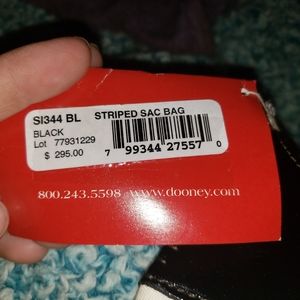 SI344 BL STRIPED SAC BAG
BLACK
Lot 77931229
$ 295.00
7 99344 27557 0
800.243.5598 www.dooney.com